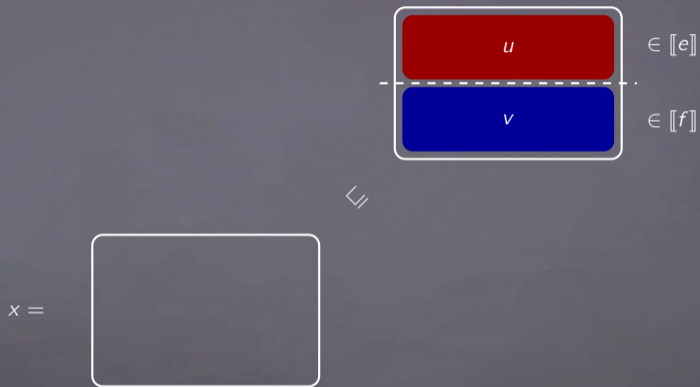 u
∈ ⟦e⟧
v
∈ ⟦f⟧
⊑
x =